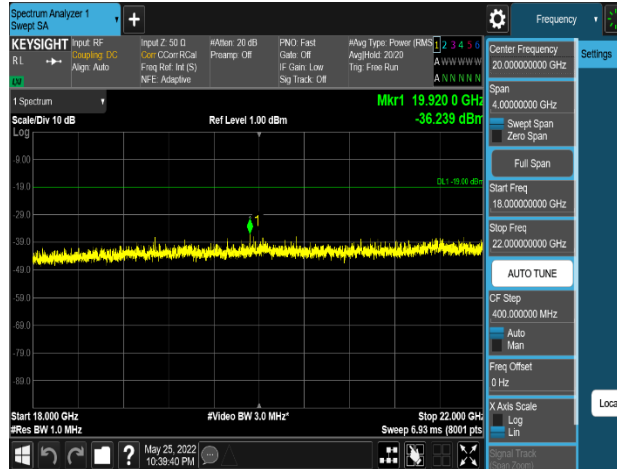 Spectrum Analyzer 1
Swept SA
+
Frequency
KEYSIGHT
RL
LV
Input: RF
Coupling: DC
Align: Auto
Input Z: 50 Ω
Corr CCorr RCal
Freq Ref: Int (S)
NFE: Adaptive
#Atten: 20 dB
Preamp: Off
PNO: Fast
Gate: Off
IF Gain: Low
Sig Track: Off
#Avg Type: Power (RMS
Avg|Hold: 20/20
Trig: Free Run
1 2 3 4 5 6
A W W W W W
A N N N N N
1 Spectrum
Scale/Div 10 dB
Log
Ref Level 1.00 dBm
Mkr1 19.920 0 GHz
-36.239 dBm
-9.00
-19.0
DL1 -19.00 dBm
1
-29.0
-39.0
-49.0
-59.0
-69.0
-79.0
-89.0
Start 18.000 GHz
#Res BW 1.0 MHz
#Video BW 3.0 MHz*
Stop 22.000 GHz
Sweep 6.93 ms (8001 pts
?
May 25, 2022
10:39:40 PM
Center Frequency
20.000000000 GHz
Span
4.00000000 GHz
Swept Span
Zero Span
Full Span
Start Freq
18.000000000 GHz
Stop Freq
22.000000000 GHz
AUTO TUNE
CF Step
400.000000 MHz
Auto
Man
Freq Offset
0 Hz
X Axis Scale
Log
Lin
Signal Track
(Span Zoom)
Settings
Loca